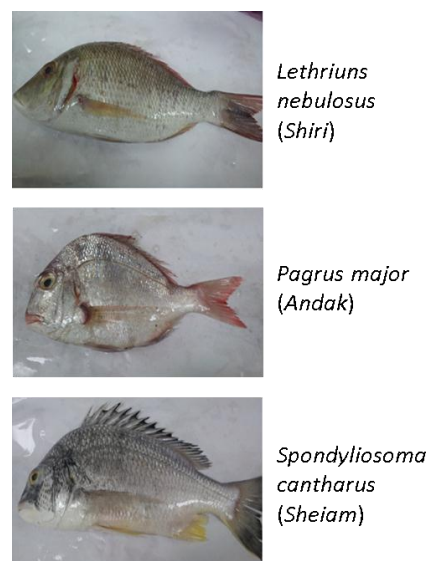 Lethriuns
nebulosus
(Shiri)
Pagrus major
(Andak)
Spondyliosoma
cantharus
(Sheiam)